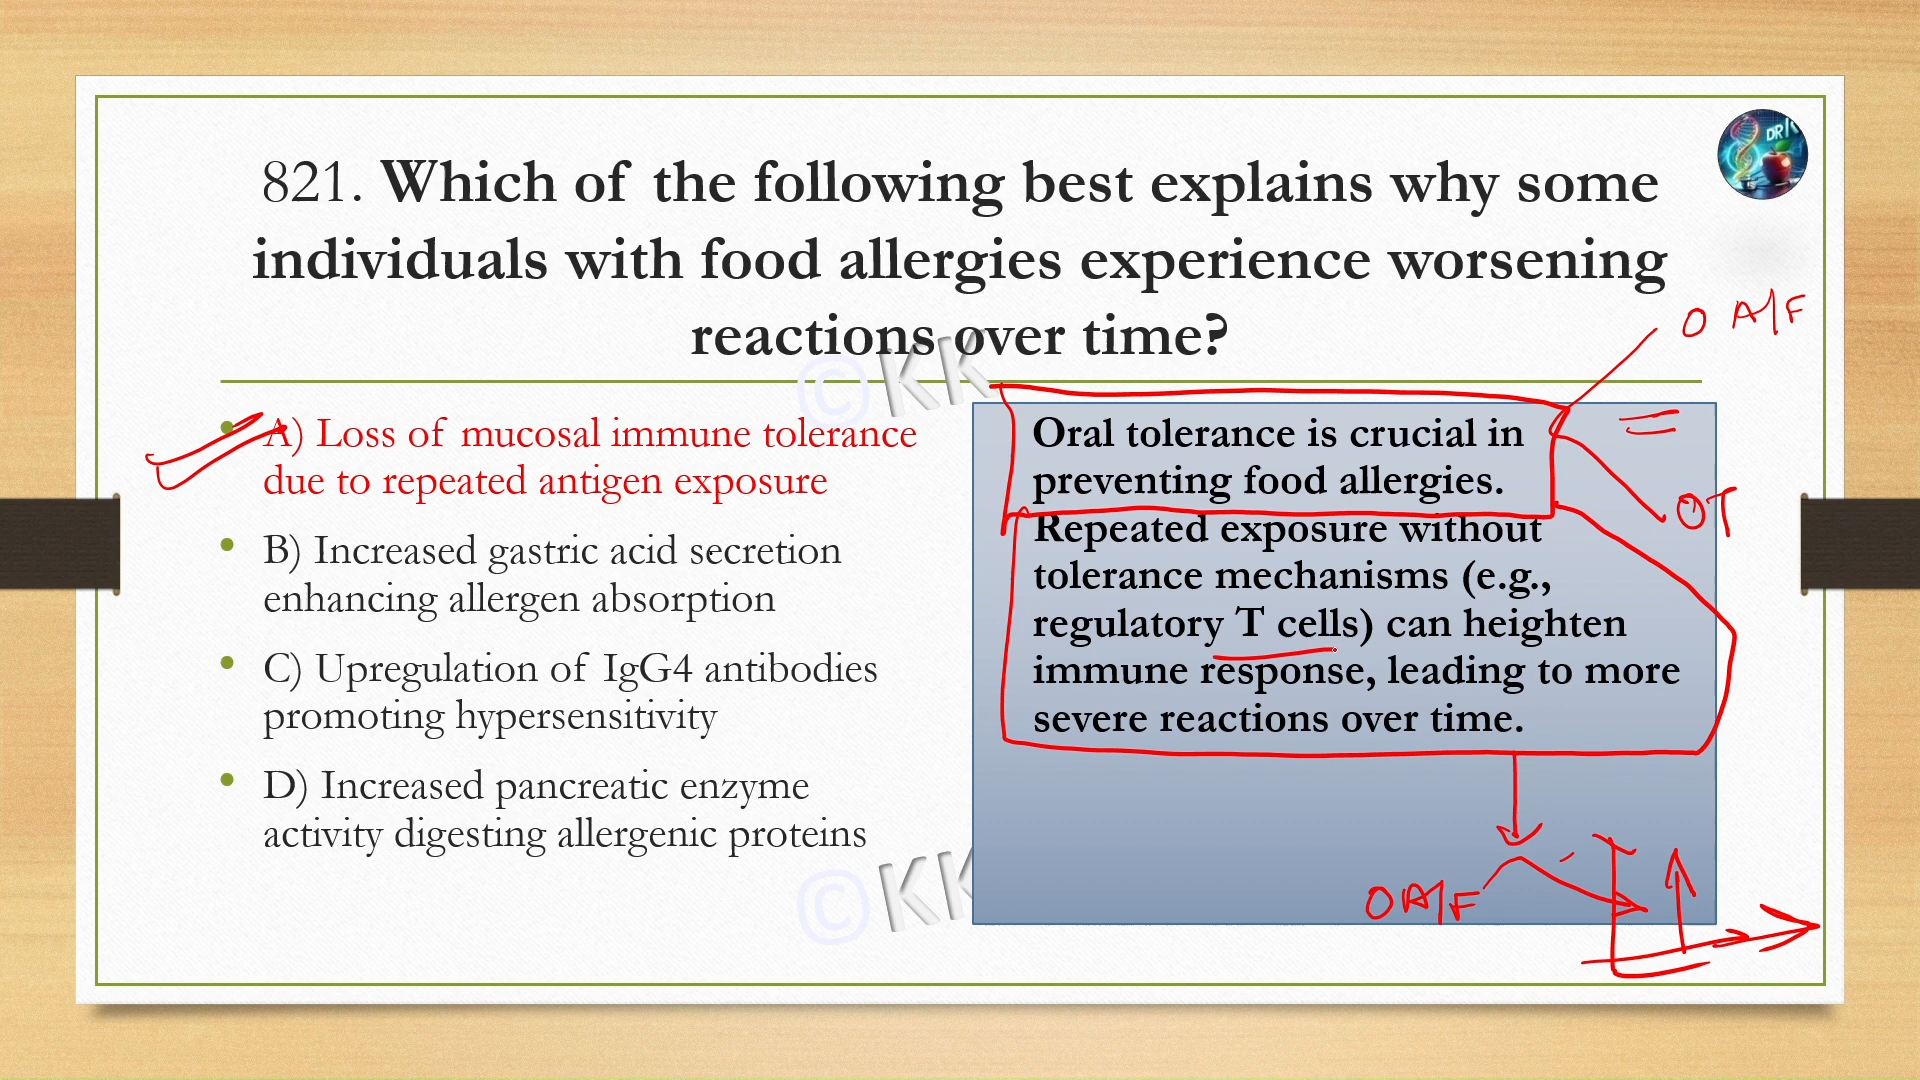 821. Which of the following best explains why some
individuals with food allergies experience worsening
reactions over time?
©KK
A) Loss of mucosal immune tolerance
due to repeated antigen exposure
B) Increased gastric acid secretion
enhancing allergen absorption
C) Upregulation of IgG4 antibodies
promoting hypersensitivity
D) Increased pancreatic enzyme
activity digesting allergenic proteins
©KK
Oral tolerance is crucial in
preventing food allergies.
Repeated exposure without
tolerance mechanisms (e.g.,
regulatory T cells) can heighten
immune response, leading to more
severe reactions over time.
O A/F
OT
O A/F